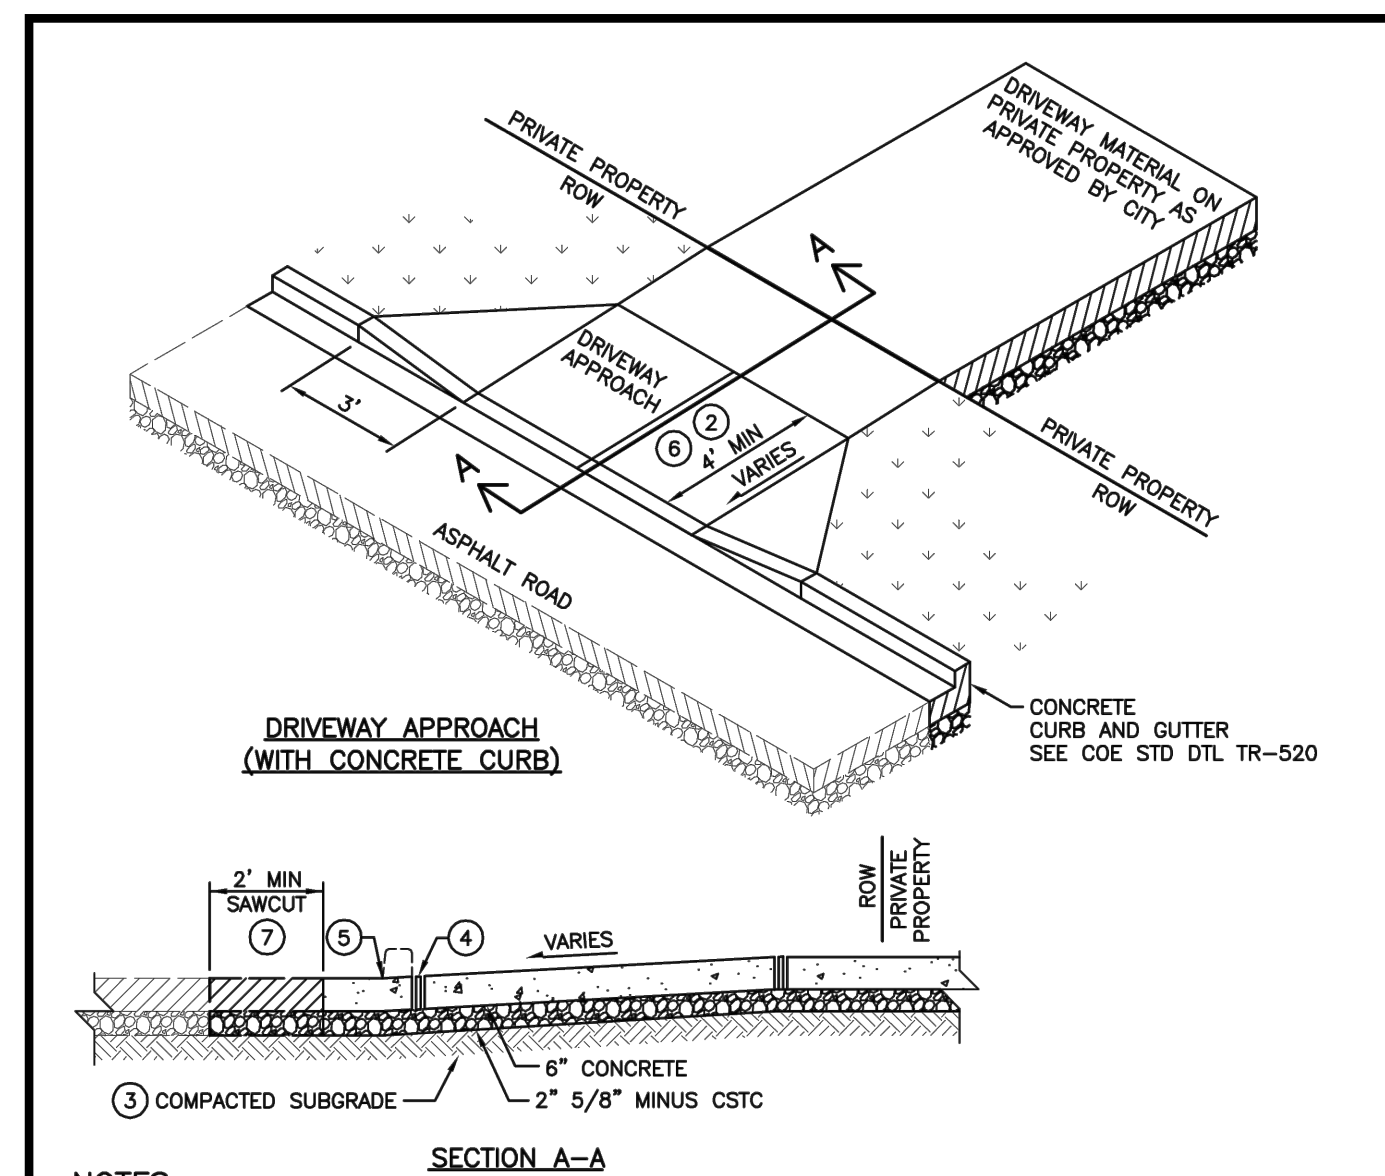 DRIVEWAY MATERIAL ON
PRIVATE PROPERTY AS
APPROVED BY CITY
PRIVATE PROPERTY
ROW
A
DRIVEWAY
APPROACH
3'
2
6
4' MIN
VARIES
A
PRIVATE PROPERTY
ROW
ASPHALT ROAD
CONCRETE
CURB AND GUTTER
SEE COE STD DTL TR-520
DRIVEWAY APPROACH
(WITH CONCRETE CURB)
ROW
PRIVATE
PROPERTY
2' MIN
SAWCUT
7
5
4
VARIES
6" CONCRETE
3 COMPACTED SUBGRADE
2" 5/8" MINUS CSTC
SECTION A-A
NOTES